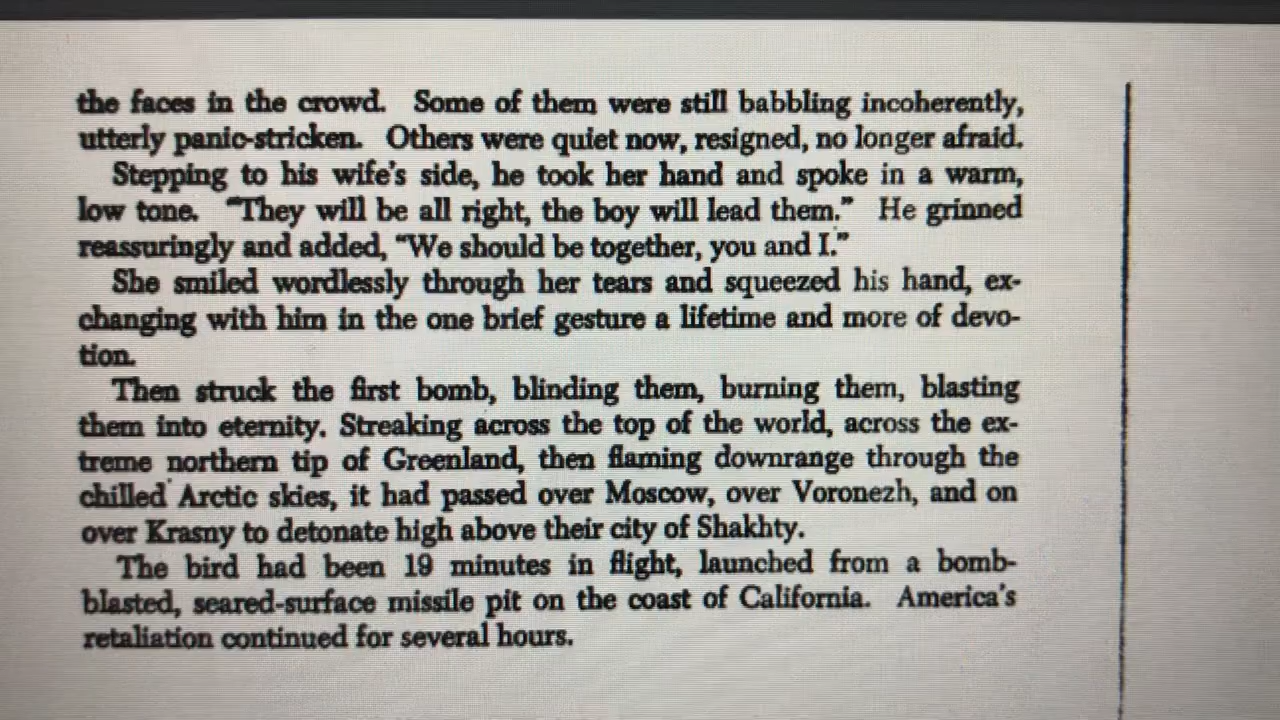 the faces in the crowd. Some of them were still babbling incoherently,
utterly panic-stricken. Others were quiet now, resigned, no longer afraid.
Stepping to his wife's side, he took her hand and spoke in a warm,
low tone. "They will be all right, the boy will lead them." He grinned
reassuringly and added, "We should be together, you and I."
She smiled wordlessly through her tears and squeezed his hand, ex-
changing with him in the one brief gesture a lifetime and more of devo-
tion.
Then struck the first bomb, blinding them, burning them, blasting
them into eternity. Streaking across the top of the world, across the ex-
treme northern tip of Greenland, then flaming downrange through the
chilled Arctic skies, it had passed over Moscow, over Voronezh, and on
over Krasny to detonate high above their city of Shakhty.
The bird had been 19 minutes in flight, launched from a bomb-
blasted, seared-surface missile pit on the coast of California. America's
retaliation continued for several hours.